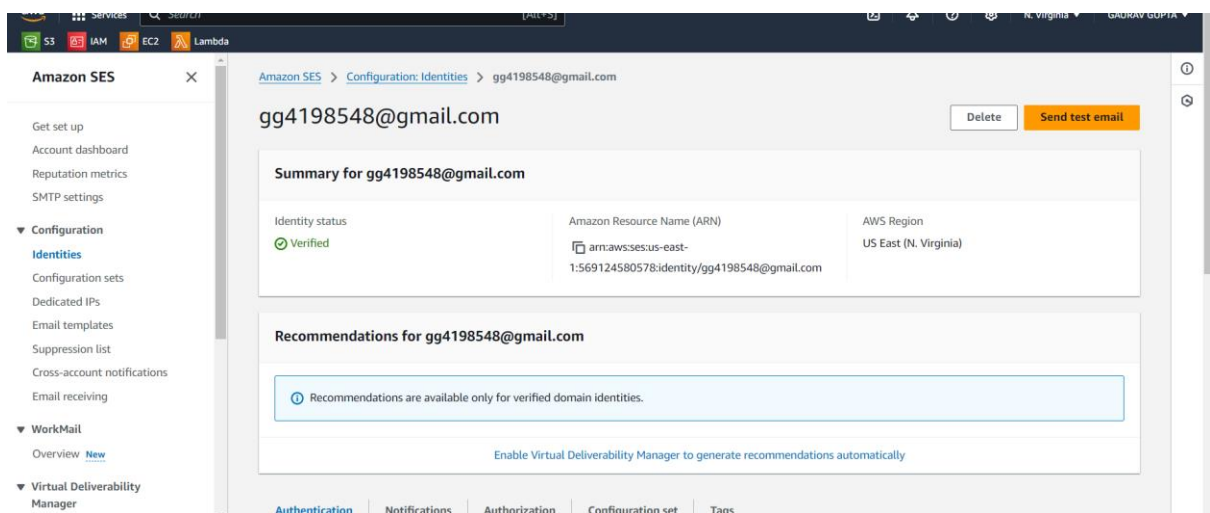 aws Services Search [Alt+S] N. Virginia GAURAV GUPTA
S3 IAM EC2 Lambda
Amazon SES
Get set up
Account dashboard
Reputation metrics
SMTP settings
Configuration
Identities
Configuration sets
Dedicated IPs
Email templates
Suppression list
Cross-account notifications
Email receiving
WorkMail
Overview New
Virtual Deliverability
Manager
Amazon SES > Configuration: Identities > gg4198548@gmail.com
gg4198548@gmail.com
Delete Send test email
Summary for gg4198548@gmail.com
Identity status
Verified
Amazon Resource Name (ARN)
arn:aws:ses:us-east-
1:569124580578:identity/gg4198548@gmail.com
AWS Region
US East (N. Virginia)
Recommendations for gg4198548@gmail.com
Recommendations are available only for verified domain identities.
Enable Virtual Deliverability Manager to generate recommendations automatically
Authentication Notifications Authorization Configuration set Tags